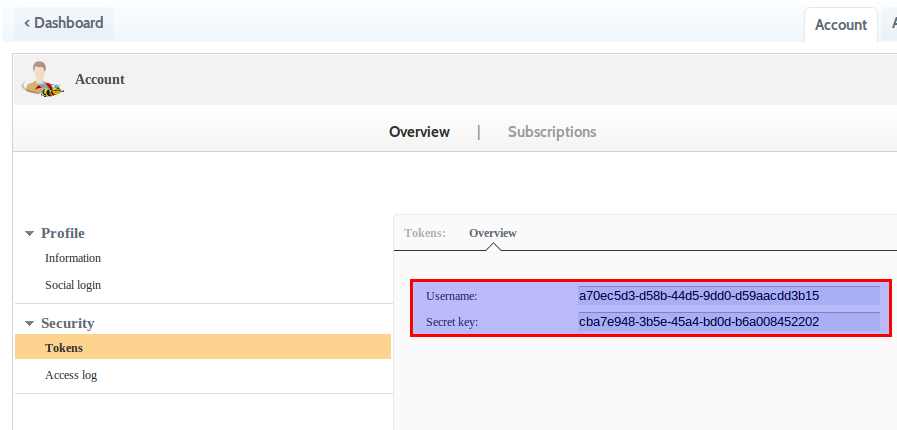 ‹ Dashboard
Account A
Account
Overview | Subscriptions
Profile
Information
Social login
Security
Tokens
Access log
Tokens: Overview
Username: a70ec5d3-d58b-44d5-9dd0-d59aacdd3b15
Secret key: cba7e948-3b5e-45a4-bd0d-b6a008452202